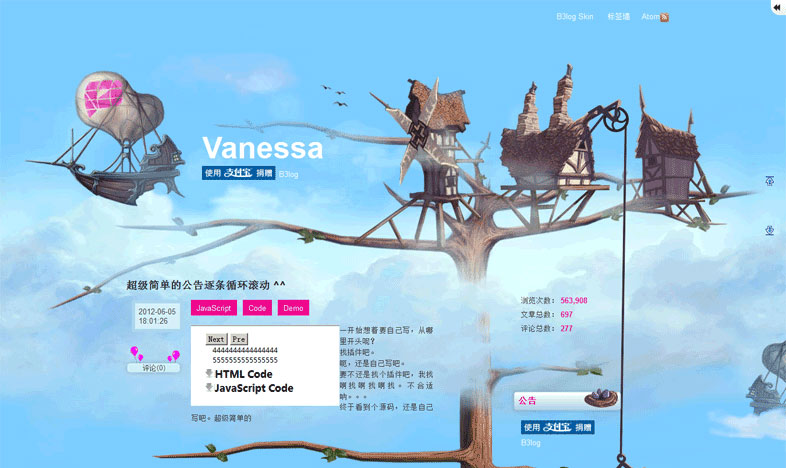 B3log Skin 标签墙 Atom
Vanessa
使用 支付宝 捐赠 B3log
超级简单的公告逐条循环滚动 ^^
2012-06-05
18:01:26
JavaScript Code Demo
评论(0)
Next Pre
4444444444444444
5555555555555555
HTML Code
JavaScript Code
一开始想着要自己写，从哪
里开头呢？
找插件吧。
呃，还是自己写吧。
要不还是找个插件吧，我找
啊找啊找啊找。不合适
呐。。。
终于看到个源码，还是自己
写吧。超级简单的
浏览次数： 563,908
文章总数： 697
评论总数： 277
公告
使用 支付宝 捐赠
B3log